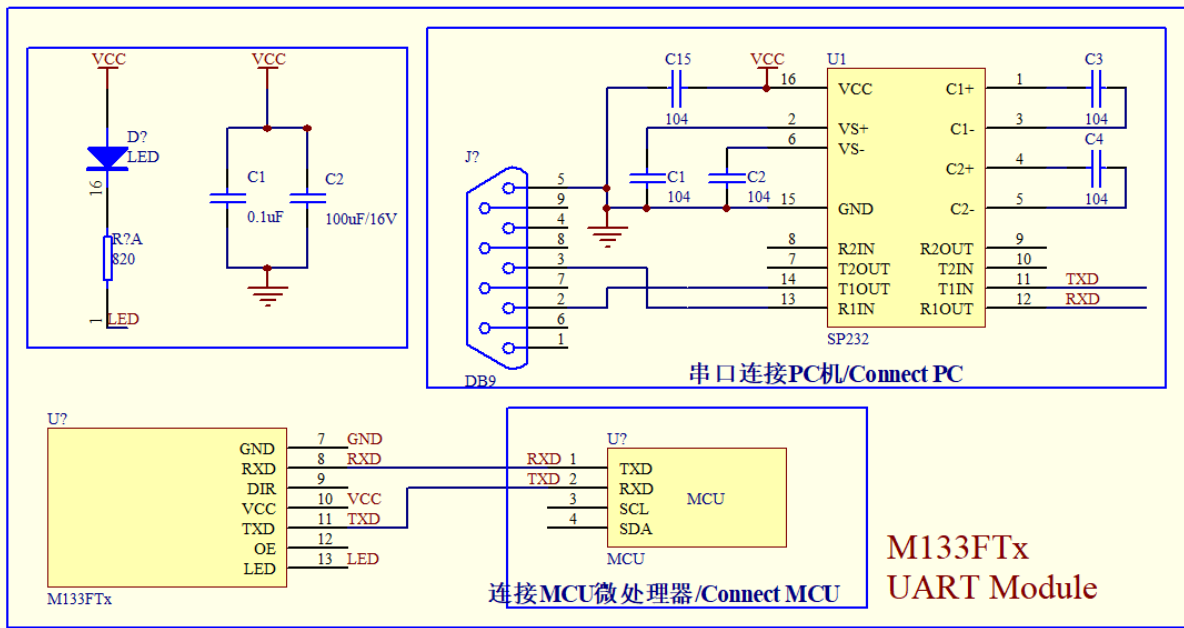 VCC
VCC
D?
LED
16
R?A
820
1
LED
C1
0.1uF
C2
100uF/16V
J?
5
9
4
8
3
7
2
6
1
DB9
C15
104
VCC
C1
104
C2
104
U1
16
VCC
2
VS+
6
VS-
15
GND
8
R2IN
7
T2OUT
14
T1OUT
13
R1IN
C1+
1
C1-
3
C2+
4
C2-
5
R2OUT
9
T2IN
10
T1IN
11
TXD
R1OUT
12
RXD
SP232
C3
104
C4
104
串口连接PC机/Connect PC
U?
GND 7 GND
RXD 8 RXD
DIR 9
VCC 10 VCC
TXD 11 TXD
OE 12
LED 13 LED
M133FTx
U?
RXD 1 TXD
TXD 2 RXD
3 SCL
4 SDA
MCU
MCU
连接MCU微处理器/Connect MCU
M133FTx
UART Module